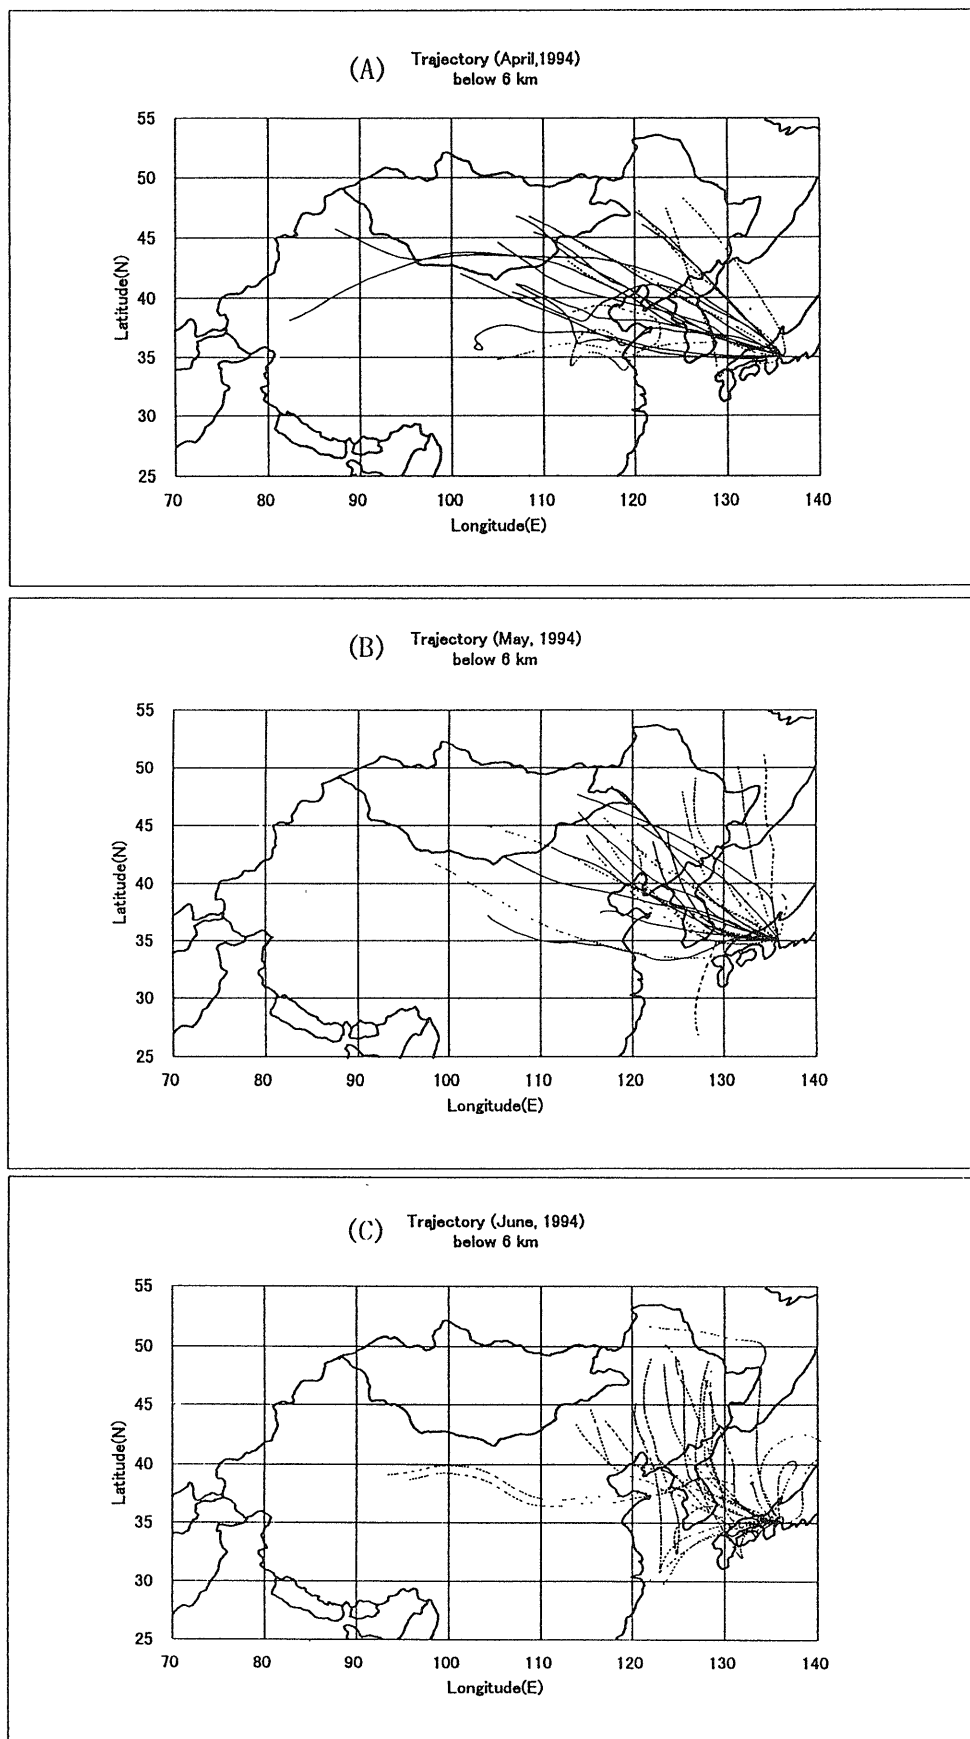 (A) Trajectory (April,1994)
below 6 km
55
50
45
40
35
30
25
Latitude(N)
70 80 90 100 110 120 130 140
Longitude(E)
(B) Trajectory (May, 1994)
below 6 km
55
50
45
40
35
30
25
Latitude(N)
70 80 90 100 110 120 130 140
Longitude(E)
(C) Trajectory (June, 1994)
below 6 km
55
50
45
40
35
30
25
Latitude(N)
70 80 90 100 110 120 130 140
Longitude(E)